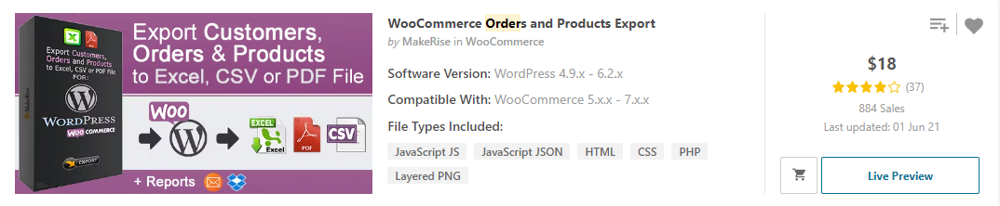 Export Customers,
Orders and Products
to Excel, CSV or PDF File
FOR:
WORDPRESS
WOO COMMERCE
EXPORT
MakeRise
Export Customers,
Orders & Products
to Excel, CSV or PDF File
WOO
EXCEL
Excel
PDF
CSV
+ Reports
WooCommerce Orders and Products Export
by MakeRise in WooCommerce
Software Version: WordPress 4.9.x - 6.2.x
Compatible With: WooCommerce 5.x.x - 7.x.x
File Types Included:
JavaScript JS JavaScript JSON HTML CSS PHP
Layered PNG
$18
(37)
884 Sales
Last updated: 01 Jun 21
Live Preview